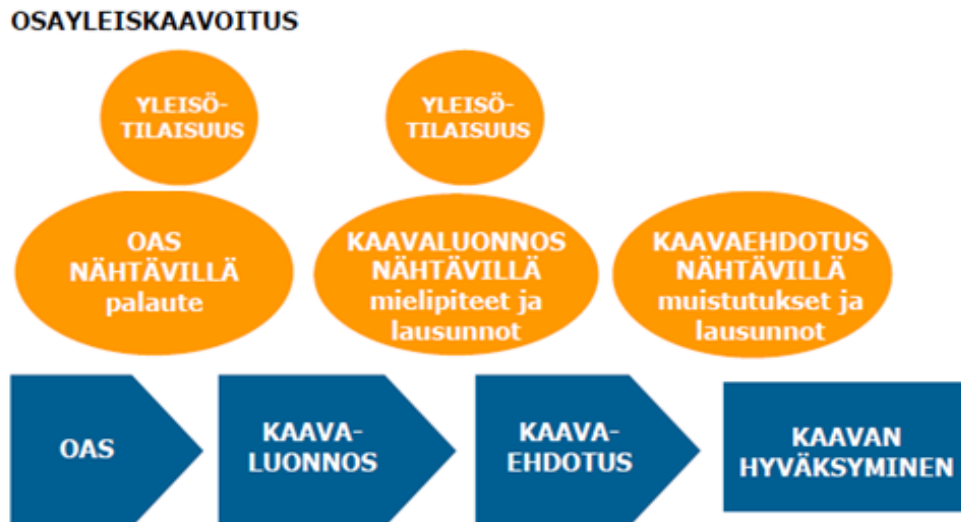 OSAYLEISKAAVOITUS
YLEISÖ-
TILAISUUS
YLEISÖ-
TILAISUUS
OAS
NÄHTÄVILLÄ
palaute
KAAVALUONNOS
NÄHTÄVILLÄ
mielipiteet ja
lausunnot
KAAVAEHDOTUS
NÄHTÄVILLÄ
muistutukset ja
lausunnot
OAS
KAAVA-
LUONNOS
KAAVA-
EHDOTUS
KAAVAN
HYVÄKSYMINEN